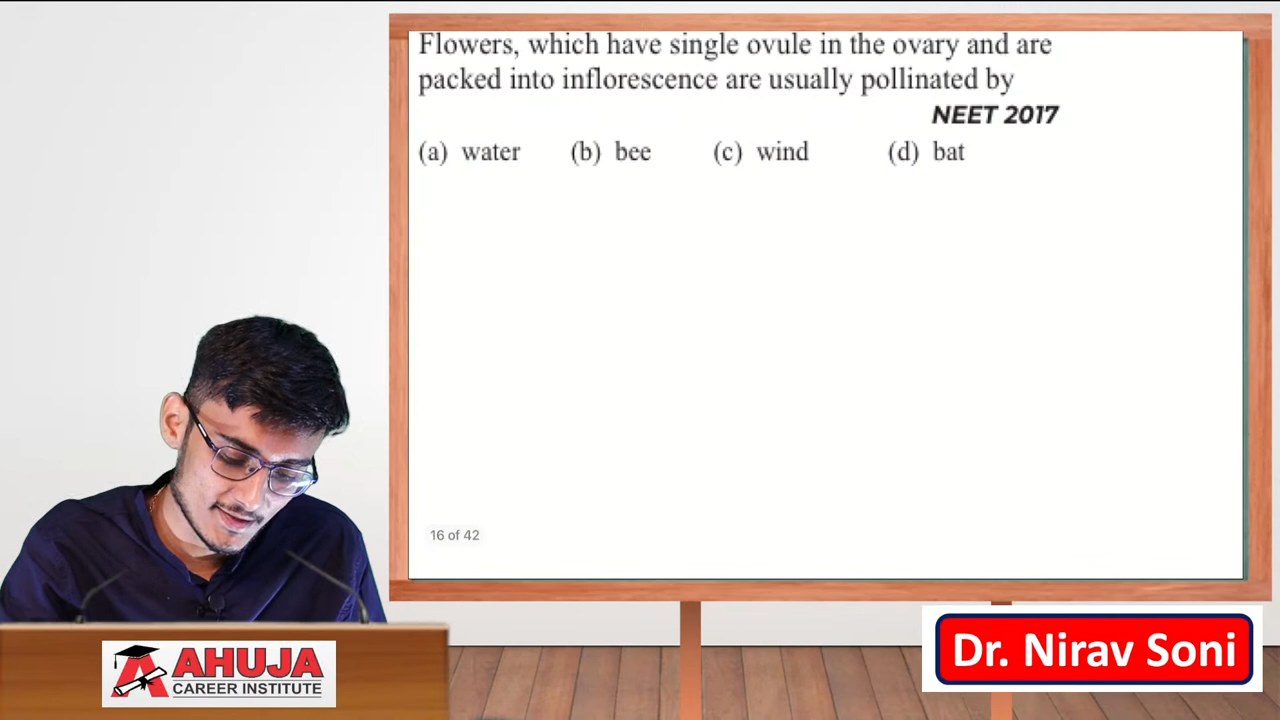 Flowers, which have single ovule in the ovary and are
packed into inflorescence are usually pollinated by
NEET 2017
(a) water (b) bee (c) wind (d) bat
16 of 42
AHUJA
CAREER INSTITUTE
Dr. Nirav Soni